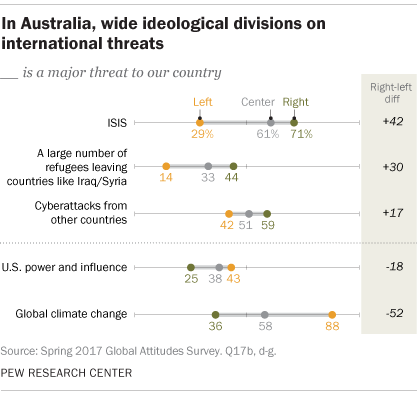 In Australia, wide ideological divisions on
international threats
__ is a major threat to our country
Right-left
diff
Left Center Right
ISIS
29% 61% 71%
+42
A large number of
refugees leaving
countries like Iraq/Syria
14 33 44
+30
Cyberattacks from
other countries
42 51 59
+17
U.S. power and influence
25 38 43
-18
Global climate change
36 58 88
-52
Source: Spring 2017 Global Attitudes Survey. Q17b, d-g.
PEW RESEARCH CENTER